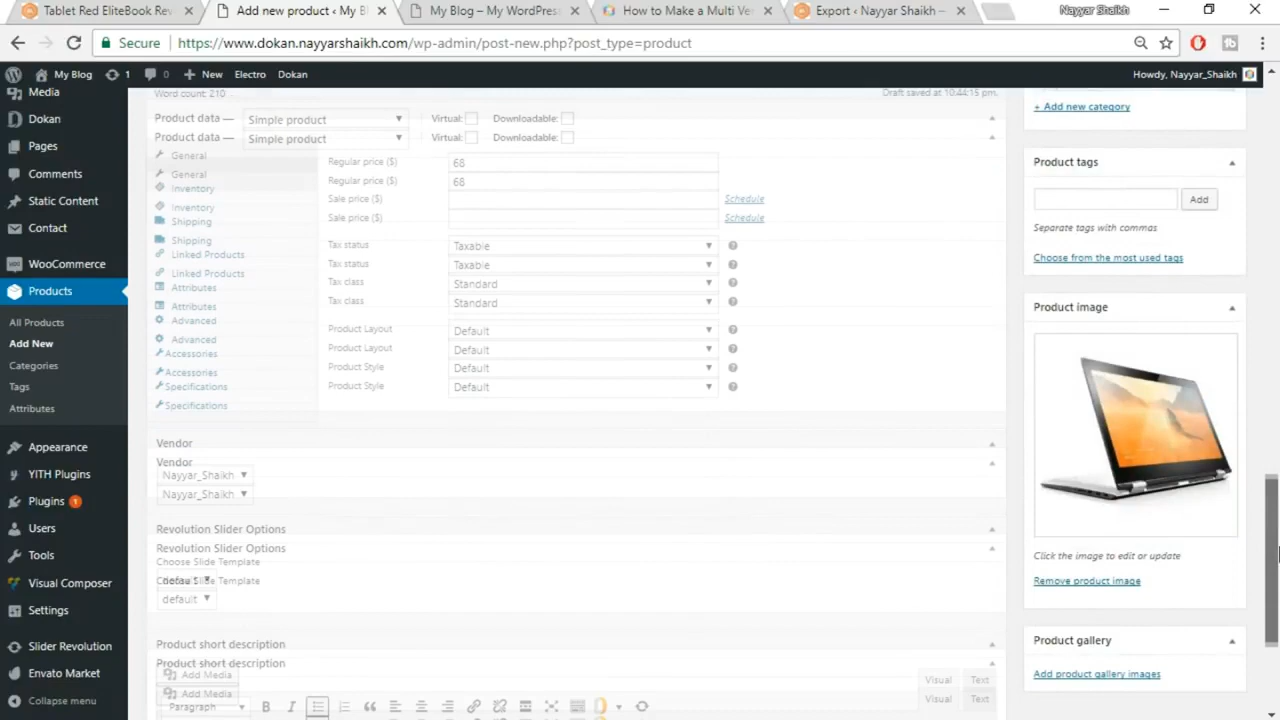 Tablet Red EliteBook Rev
Add new product ‹ My Bl
My Blog – My WordPress
How to Make a Multi Ve
Export ‹ Nayyar Shaikh —
Nayyar Shaikh
Secure
https://www.dokan.nayyarshaikh.com/wp-admin/post-new.php?post_type=product
My Blog
1
0
New
Electro
Dokan
Howdy, Nayyar_Shaikh
Media
Dokan
Pages
Comments
Static Content
Contact
WooCommerce
Products
All Products
Add New
Categories
Tags
Attributes
Appearance
YITH Plugins
Plugins 1
Users
Tools
Visual Composer
Settings
Slider Revolution
Envato Market
Collapse menu
Word count: 210
Draft saved at 10:44:15 pm.
Product data — Simple product Virtual: Downloadable:
Product data — Simple product Virtual: Downloadable:
General
General
Inventory
Inventory
Shipping
Shipping
Linked Products
Linked Products
Attributes
Attributes
Advanced
Advanced
Accessories
Accessories
Specifications
Specifications
Regular price ($) 68
Regular price ($) 68
Sale price ($) Schedule
Sale price ($) Schedule
Tax status Taxable
Tax status Taxable
Tax class Standard
Tax class Standard
Product Layout Default
Product Layout Default
Product Style Default
Product Style Default
Vendor
Vendor
Nayyar_Shaikh
Nayyar_Shaikh
Revolution Slider Options
Revolution Slider Options
Choose Slide Template
default
Choose Slide Template
default
Product short description
Product short description
Add Media
Visual Text
Add Media
Visual Text
Paragraph
+ Add new category
Product tags
Add
Separate tags with commas
Choose from the most used tags
Product image
Click the image to edit or update
Remove product image
Product gallery
Add product gallery images